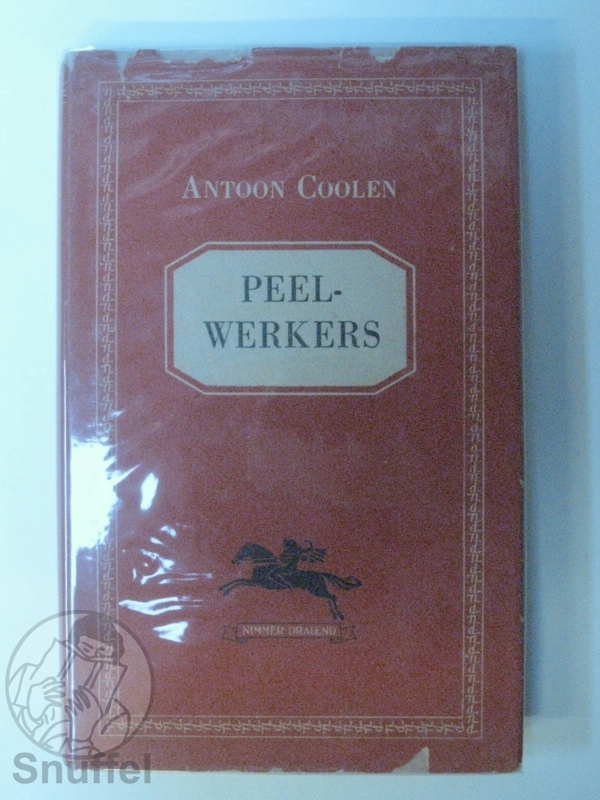 ANTOON COOLEN
PEEL-
WERKERS
NIMMER DRALEND
Snuffel